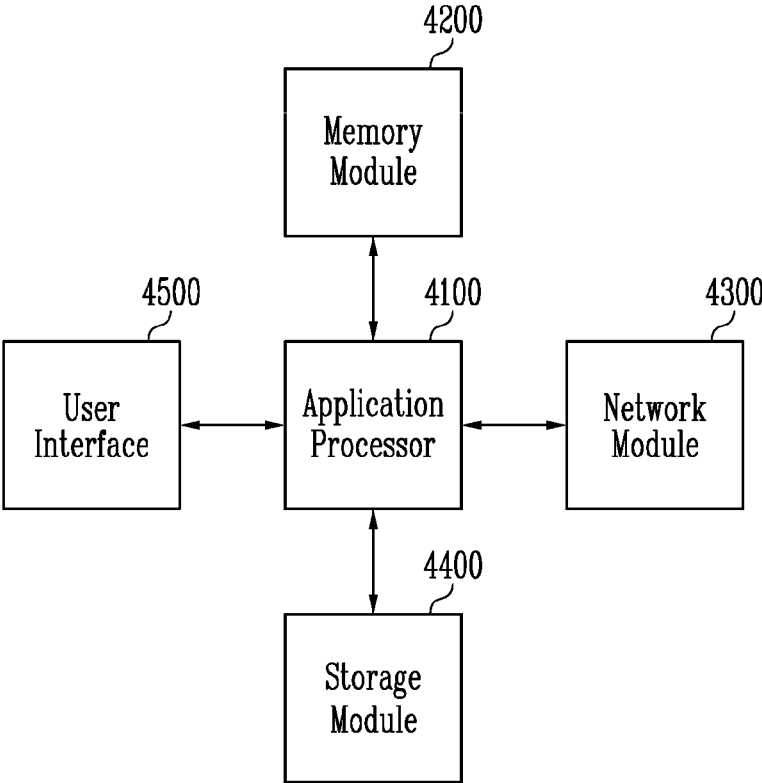 4200
Memory
Module
4500
4100
4300
User
Interface
Application
Processor
Network
Module
4400
Storage
Module